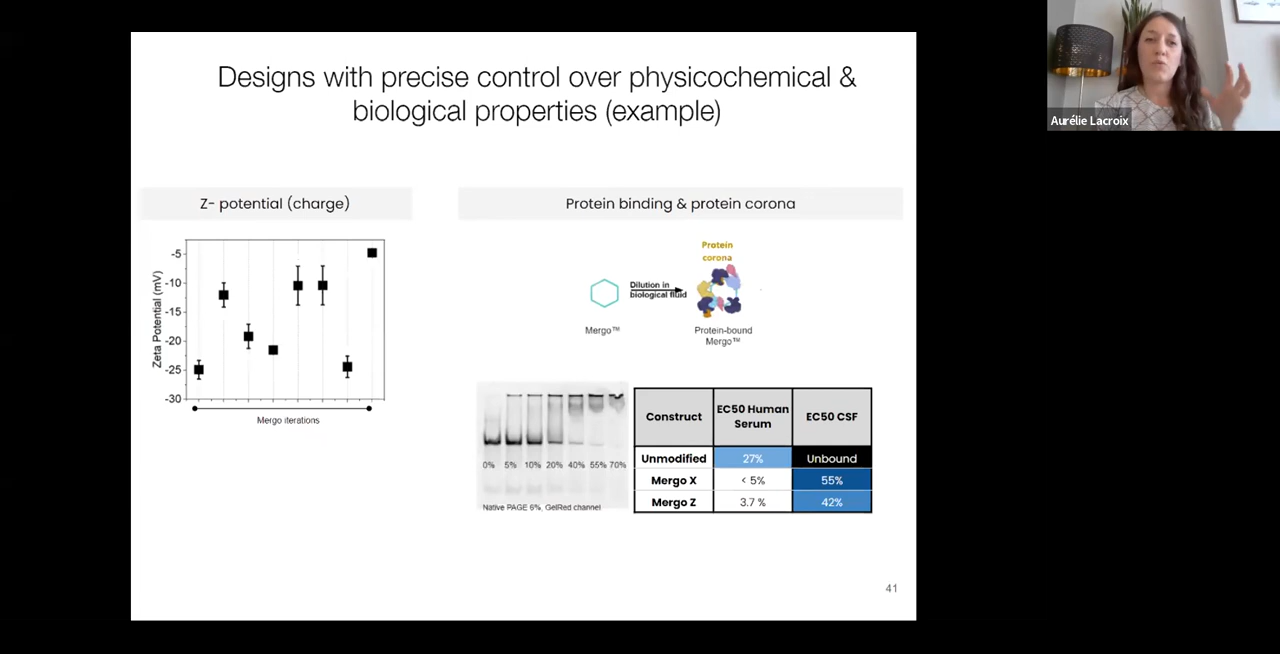 Designs with precise control over physicochemical &
biological properties (example)
Aurélie Lacroix
Z- potential (charge)
Zeta Potential (mV)
-5
-10
-15
-20
-25
-30
Mergo iterations
Protein binding & protein corona
Protein
corona
Dilution in
biological fluid
Mergo™
Protein-bound
Mergo™
0% 5% 10% 20% 40% 55% 70%
Native PAGE 6%, GelRed channel
Construct EC50 Human Serum EC50 CSF
Unmodified 27% Unbound
Mergo X < 5% 55%
Mergo Z 3.7 % 42%
41